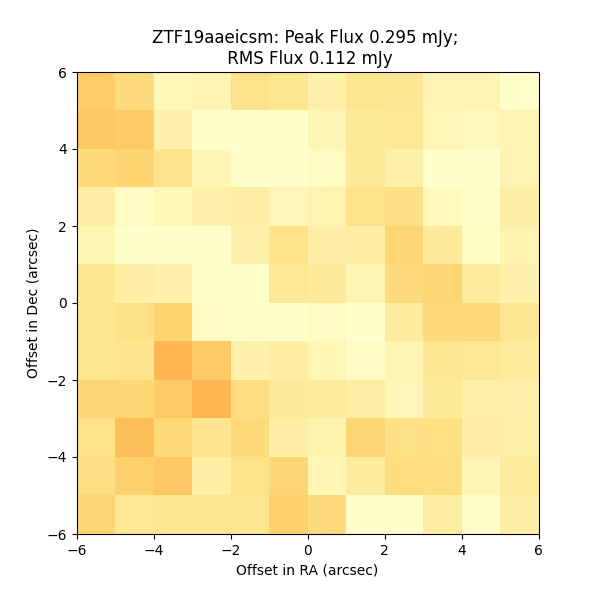 ZTF19aaeicsm: Peak Flux 0.295 mJy;
RMS Flux 0.112 mJy
6
4
2
0
−2
−4
−6
Offset in Dec (arcsec)
−6 −4 −2 0 2 4 6
Offset in RA (arcsec)